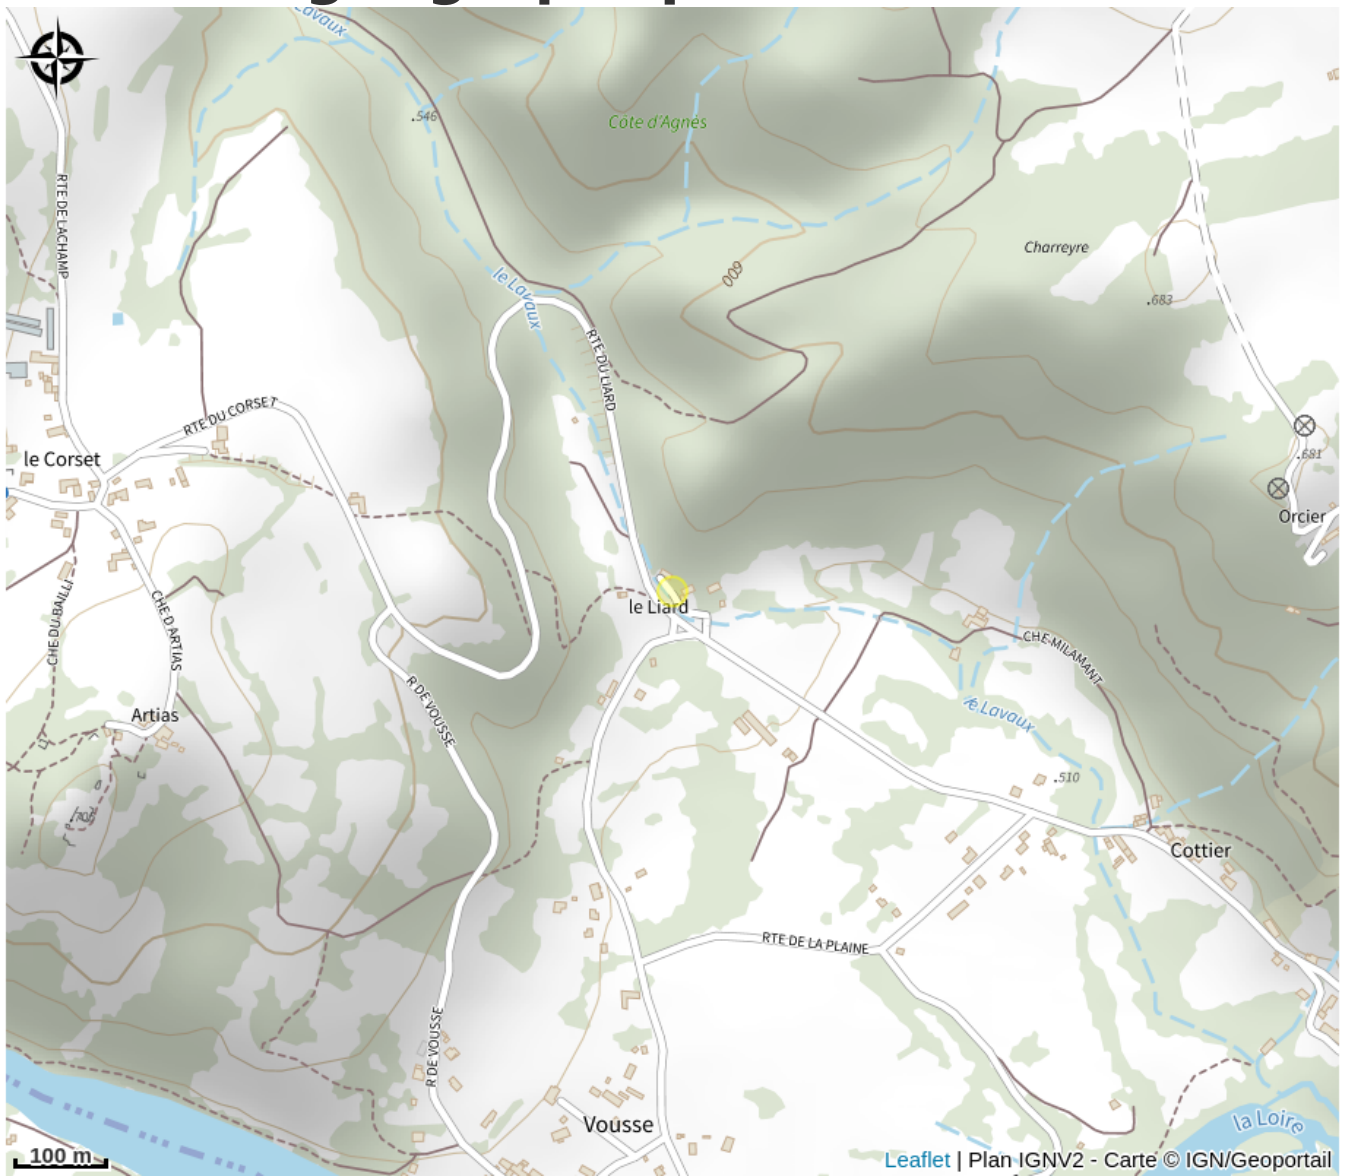 Lavaux
.546
Côte d'Agnès
RTE DE LACHAMP
Charreyre
600
le Lavaux
.683
RTE DU LIARD
RTE DU CORSET
le Corset
.681
Orcier
CHE DU BAILLI
CHE D'ARTIAS
le Liard
CHE MILAMANT
R DE VOUSSE
le Lavaux
Artias
.510
Cottier
RTE DE LA PLAINE
R DE VOUSSE
Vousse
la Loire
100 m
Leaflet | Plan IGNV2 - Carte © IGN/Geoportail